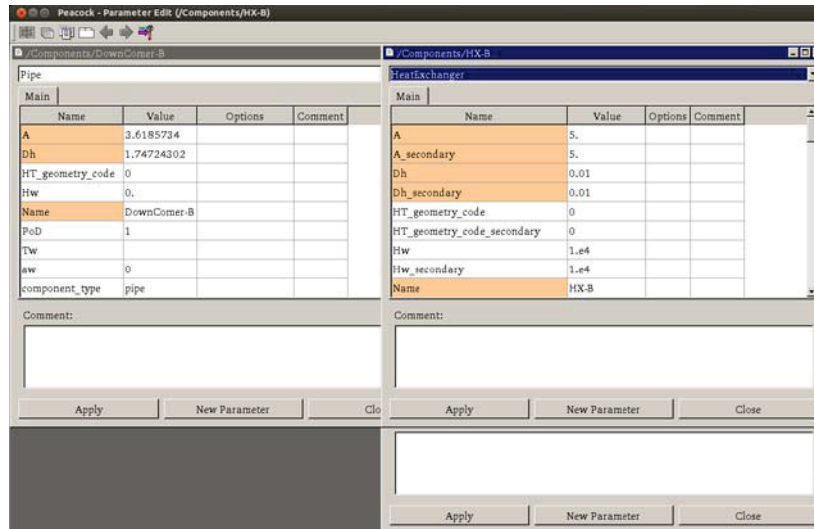 Peacock - Parameter Edit (/Components/HX-B)
/Components/DownComer-B
Pipe
Main
Name Value Options Comment
A 3.6185734
Dh 1.74724302
HT_geometry_code 0
Hw 0.
Name DownComer-B
PoD 1
Tw
aw 0
component_type pipe
Comment:
Apply New Parameter Clo
/Components/HX-B
HeatExchanger
Main
Name Value Options Comment
A 5.
A_secondary 5.
Dh 0.01
Dh_secondary 0.01
HT_geometry_code 0
HT_geometry_code_secondary 0
Hw 1.e4
Hw_secondary 1.e4
Name HX-B
Comment:
Apply New Parameter Close
Apply New Parameter Close